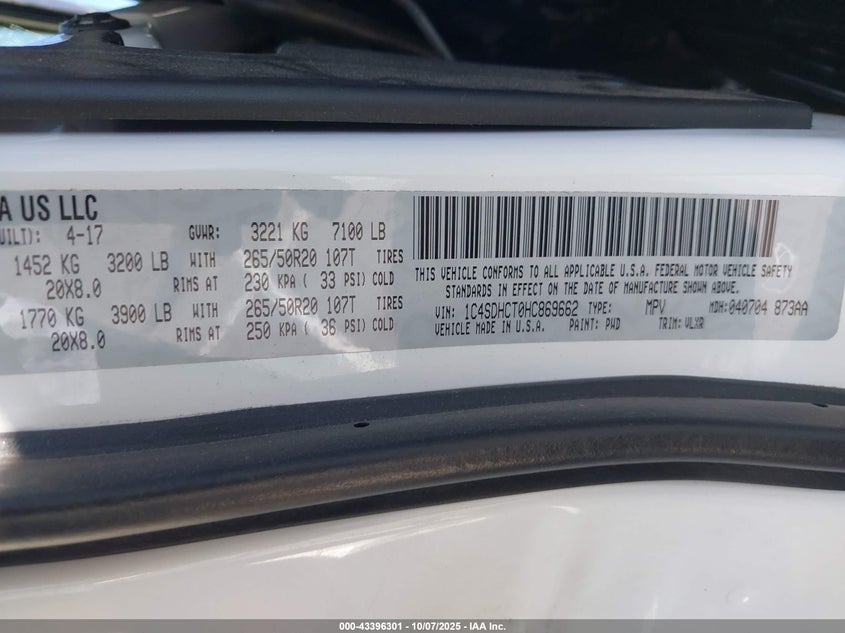 A US LLC
UILT): 4-17 GVWR: 3221 KG 7100 LB
1452 KG 3200 LB WITH 265/50R20 107T TIRES
20X8.0 RIMS AT 230 KPA ( 33 PSI) COLD
1770 KG 3900 LB WITH 265/50R20 107T TIRES
20X8.0 RIMS AT 250 KPA ( 36 PSI) COLD
THIS VEHICLE CONFORMS TO ALL APPLICABLE U.S.A. FEDERAL MOTOR VEHICLE SAFETY
STANDARDS IN EFFECT ON THE DATE OF MANUFACTURE SHOWN ABOVE.
VIN: 1C4SDHCT0HC869662 TYPE: MPV MDH: 040704 873AA
VEHICLE MADE IN U.S.A. PAINT: PWD TRIM: VLXR
000-43396301 | 10/07/2025 - IAA Inc.